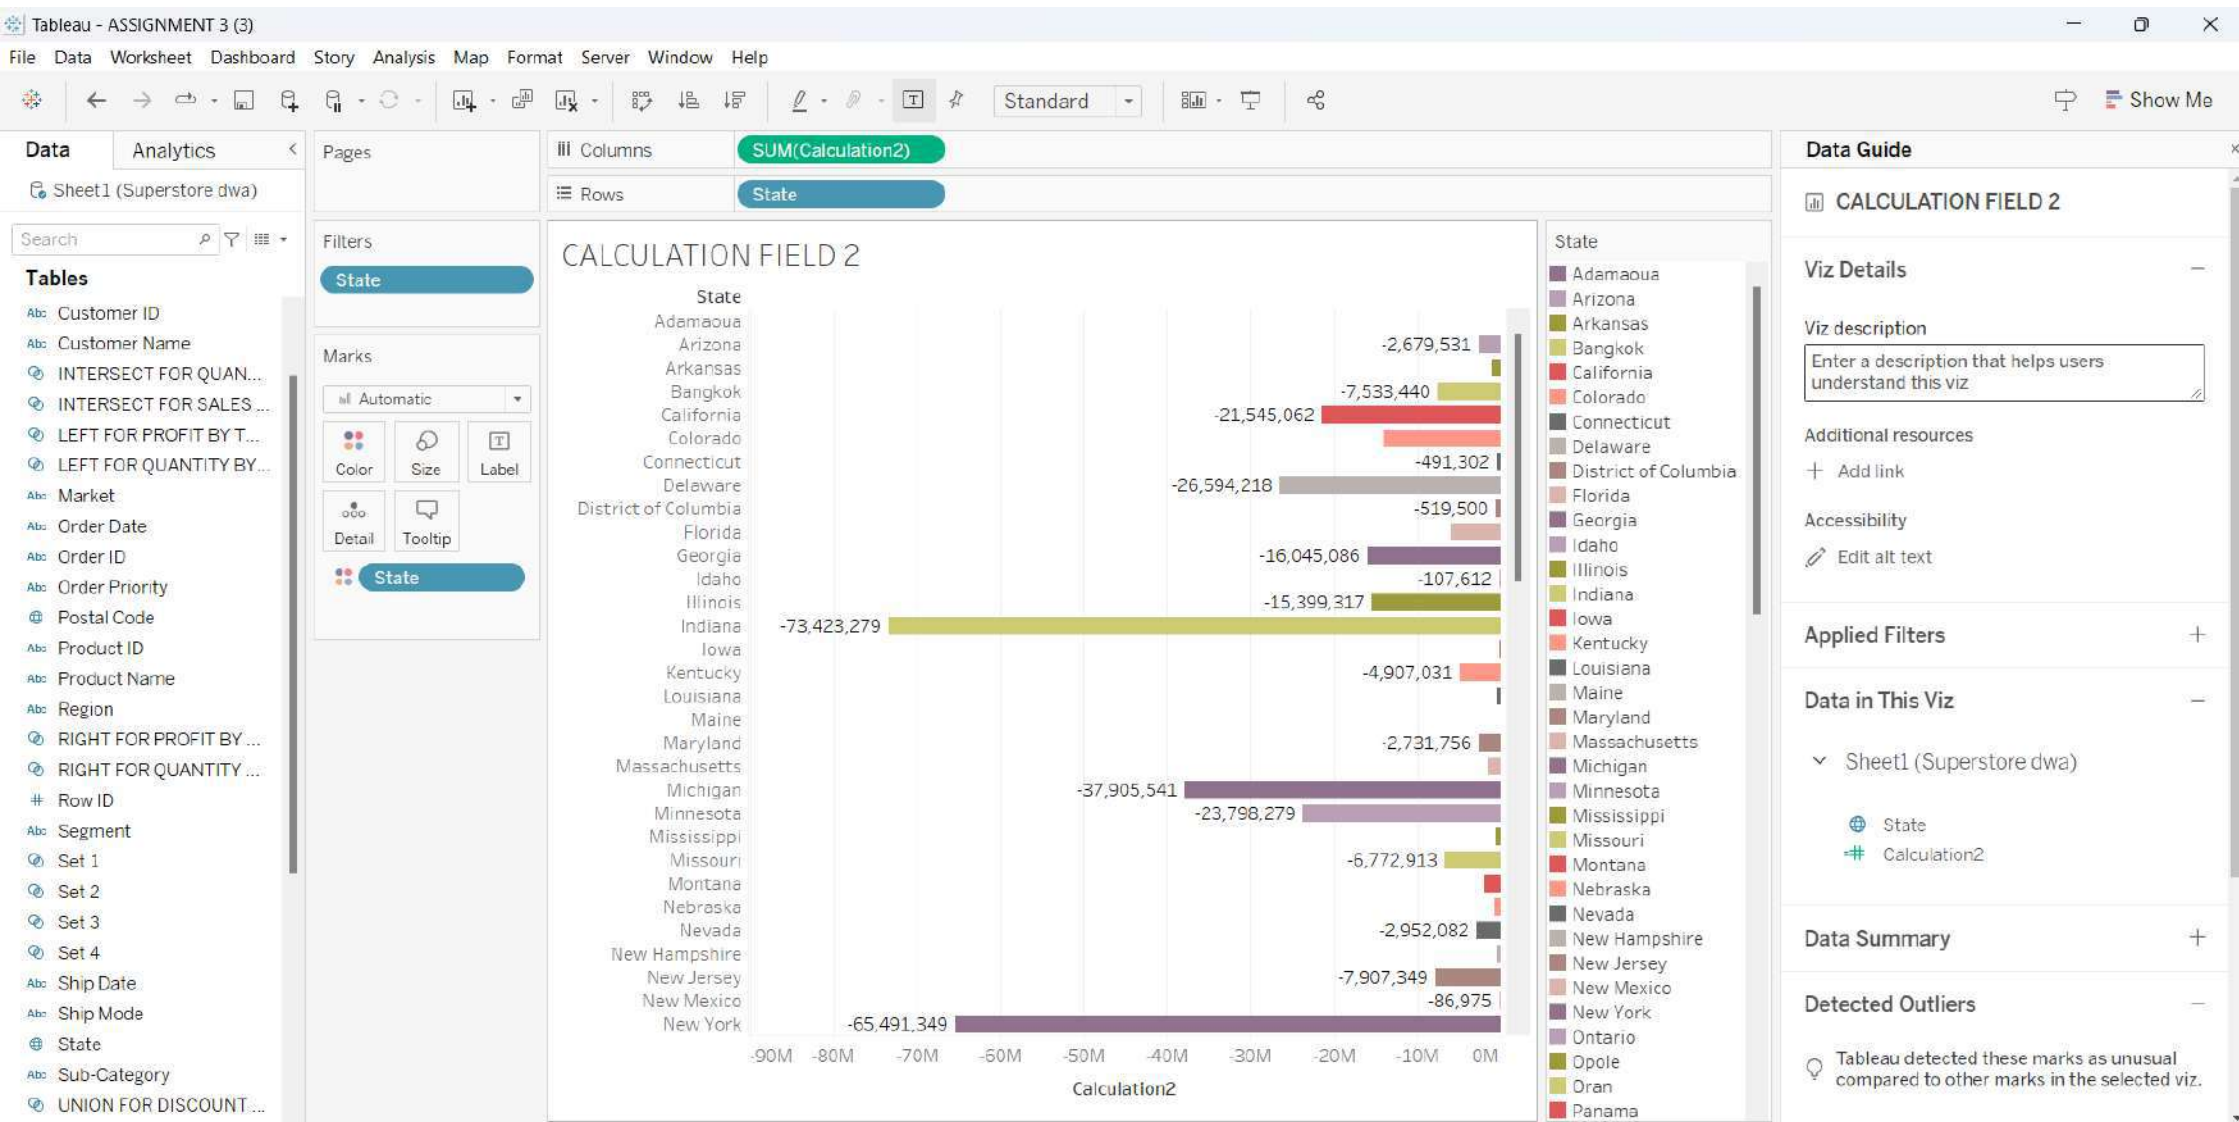 Tableau - ASSIGNMENT 3 (3)
File Data Worksheet Dashboard Story Analysis Map Format Server Window Help
Standard
Show Me
Data Analytics
Sheet1 (Superstore dwa)
Search
Tables
Customer ID
Customer Name
INTERSECT FOR QUAN...
INTERSECT FOR SALES ...
LEFT FOR PROFIT BY T...
LEFT FOR QUANTITY BY...
Market
Order Date
Order ID
Order Priority
Postal Code
Product ID
Product Name
Region
RIGHT FOR PROFIT BY ...
RIGHT FOR QUANTITY ...
Row ID
Segment
Set 1
Set 2
Set 3
Set 4
Ship Date
Ship Mode
State
Sub-Category
UNION FOR DISCOUNT ...
Pages
Filters
State
Marks
Automatic
Color Size Label
Detail Tooltip
State
Columns SUM(Calculation2)
Rows State
CALCULATION FIELD 2
State
Adamaoua
Arizona -2,679,531
Arkansas
Bangkok -7,533,440
California -21,545,062
Colorado
Connecticut -491,302
Delaware -26,594,218
District of Columbia -519,500
Florida
Georgia -16,045,086
Idaho -107,612
Illinois -15,399,317
Indiana -73,423,279
Iowa
Kentucky -4,907,031
Louisiana
Maine
Maryland -2,731,756
Massachusetts
Michigan -37,905,541
Minnesota -23,798,279
Mississippi
Missouri -6,772,913
Montana
Nebraska
Nevada -2,952,082
New Hampshire
New Jersey -7,907,349
New Mexico -86,975
New York -65,491,349
-90M -80M -70M -60M -50M -40M -30M -20M -10M 0M
Calculation2
State
Adamaoua
Arizona
Arkansas
Bangkok
California
Colorado
Connecticut
Delaware
District of Columbia
Florida
Georgia
Idaho
Illinois
Indiana
Iowa
Kentucky
Louisiana
Maine
Maryland
Massachusetts
Michigan
Minnesota
Mississippi
Missouri
Montana
Nebraska
Nevada
New Hampshire
New Jersey
New Mexico
New York
Ontario
Opole
Oran
Panama
Data Guide
CALCULATION FIELD 2
Viz Details
Viz description
Enter a description that helps users
understand this viz
Additional resources
Add link
Accessibility
Edit alt text
Applied Filters
Data in This Viz
Sheet1 (Superstore dwa)
State
Calculation2
Data Summary
Detected Outliers
Tableau detected these marks as unusual
compared to other marks in the selected viz.